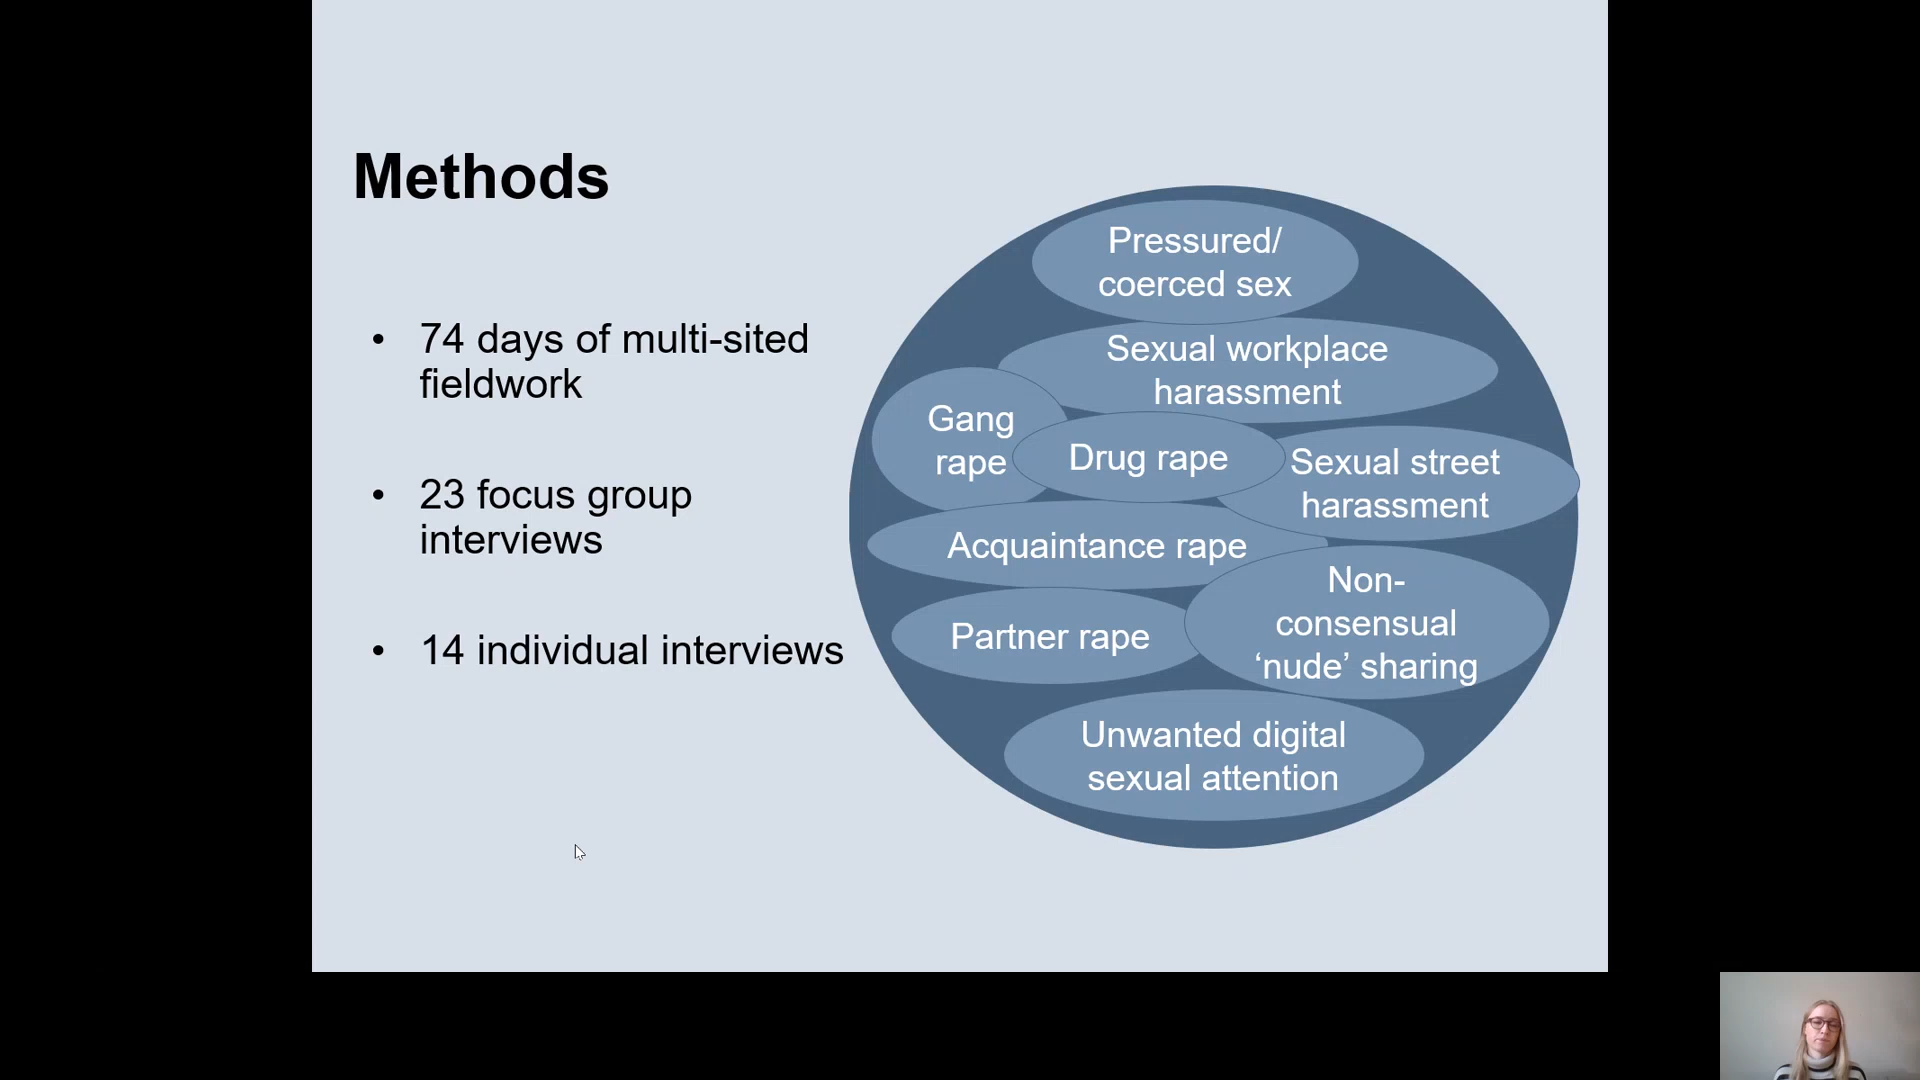 Methods
• 74 days of multi-sited
fieldwork
• 23 focus group
interviews
• 14 individual interviews
Pressured/
coerced sex
Sexual workplace
harassment
Gang
rape
Drug rape
Sexual street
harassment
Acquaintance rape
Non-
consensual
‘nude’ sharing
Partner rape
Unwanted digital
sexual attention